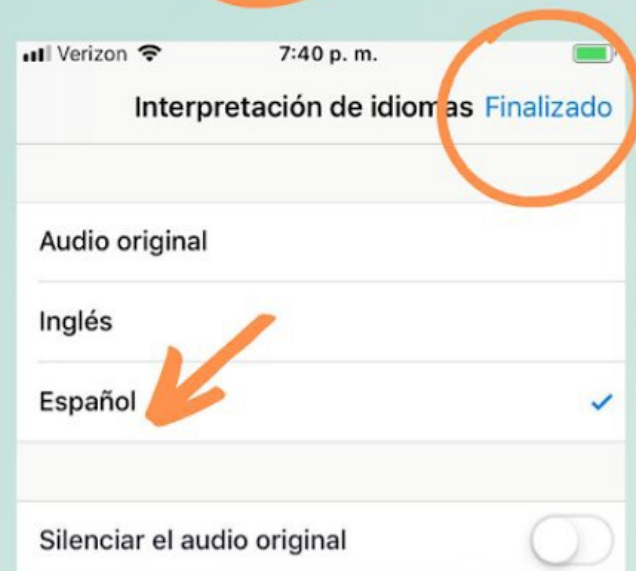 Verizon 7:40 p. m.
Interpretación de idiomas Finalizado
Audio original
Inglés
Español
Silenciar el audio original